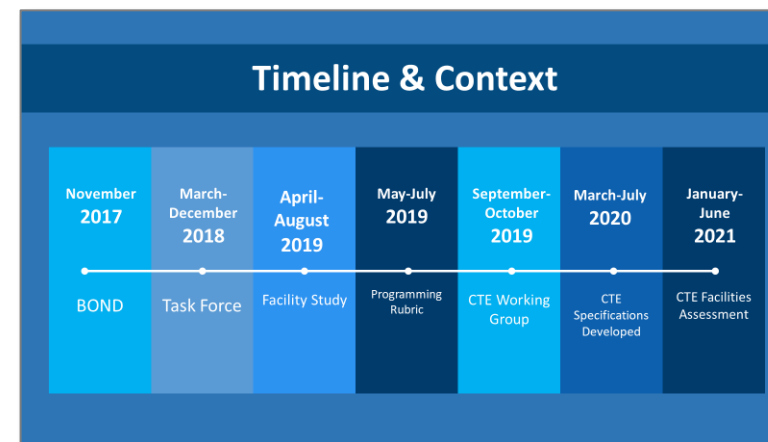 Timeline & Context
November
2017
BOND
March-
December
2018
Task Force
April-
August
2019
Facility Study
May-July
2019
Programming
Rubric
September-
October
2019
CTE Working
Group
March-July
2020
CTE
Specifications
Developed
January-
June
2021
CTE Facilities
Assessment